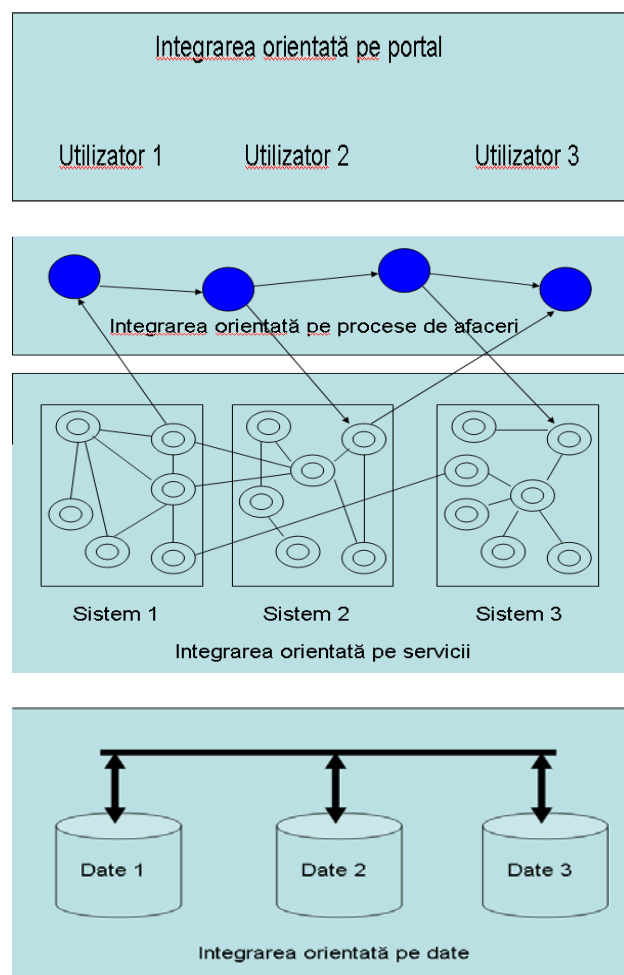 Integrarea orientată pe portal
Utilizator 1 Utilizator 2 Utilizator 3
Integrarea orientată pe procese de afaceri
Sistem 1 Sistem 2 Sistem 3
Integrarea orientată pe servicii
Date 1 Date 2 Date 3
Integrarea orientată pe date